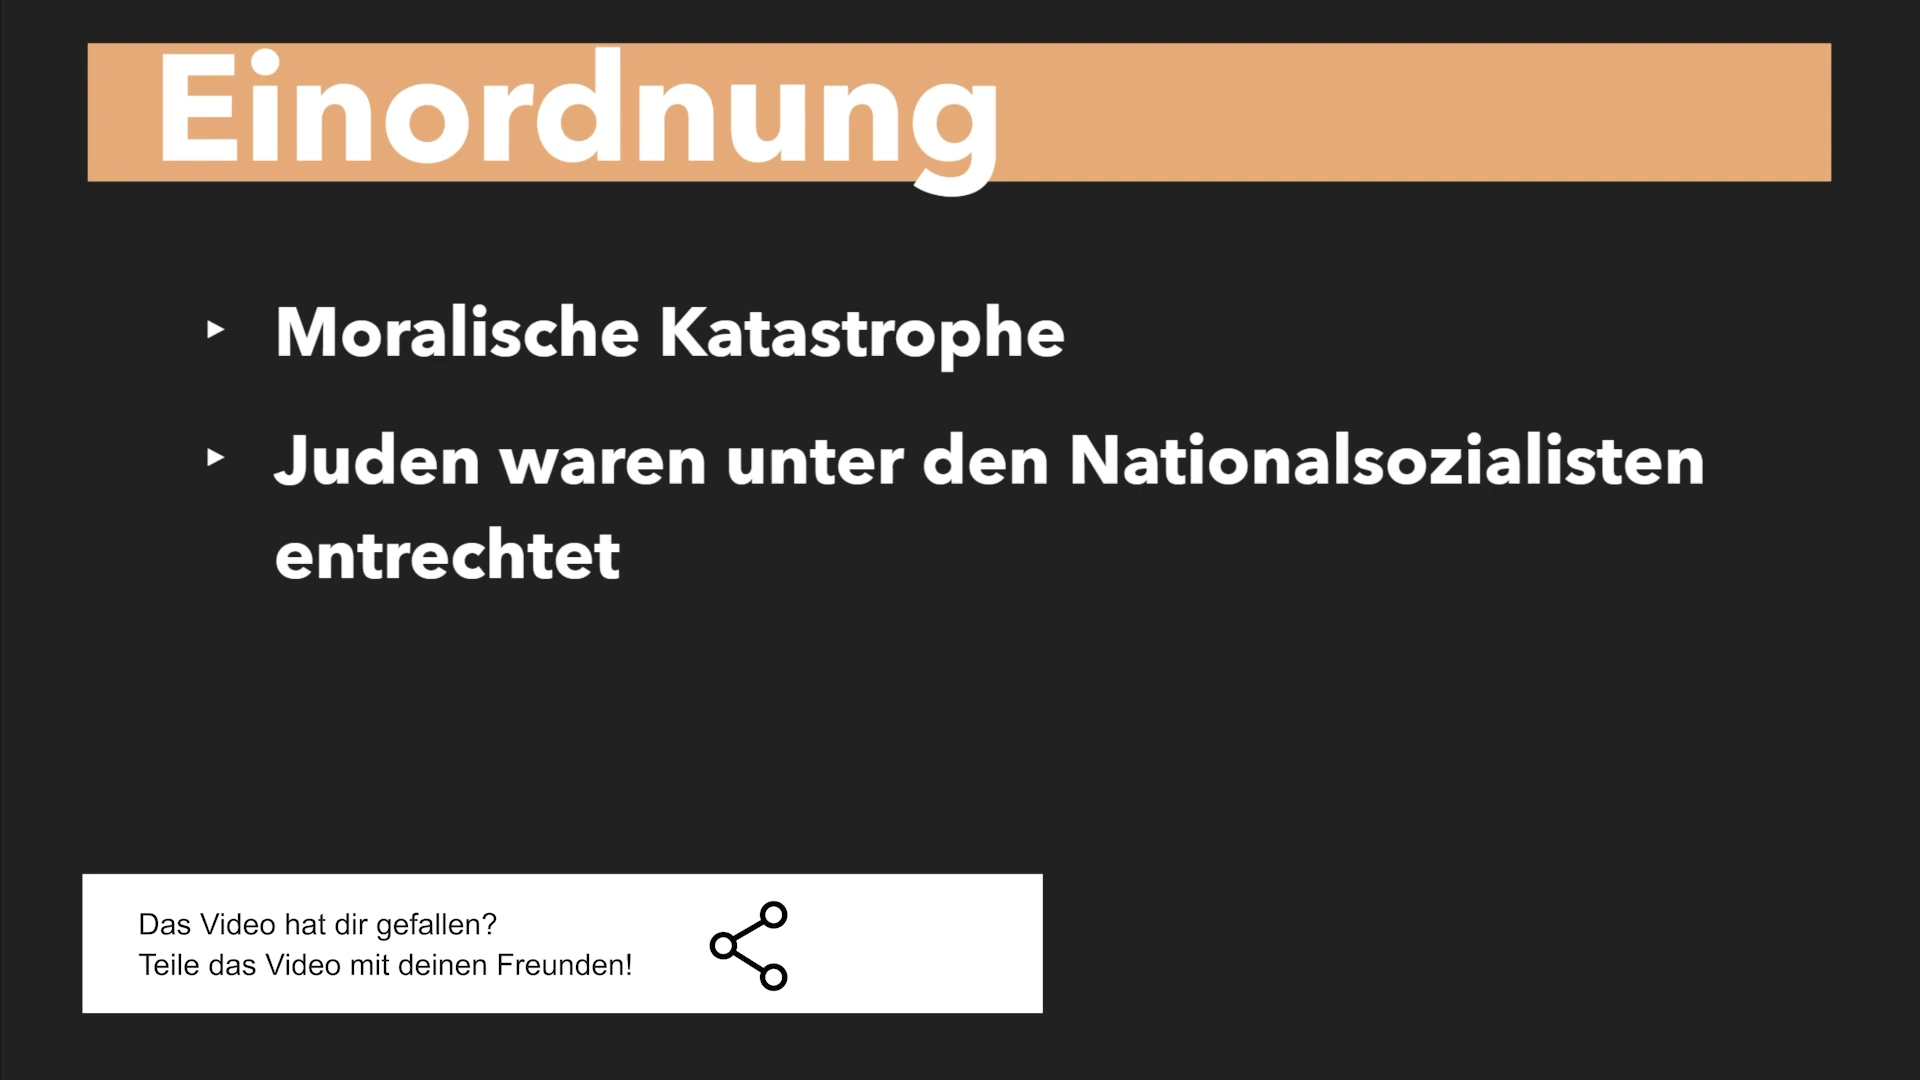 Einordnung
▸ Moralische Katastrophe
▸ Juden waren unter den Nationalsozialisten
entrechtet
Das Video hat dir gefallen?
Teile das Video mit deinen Freunden!